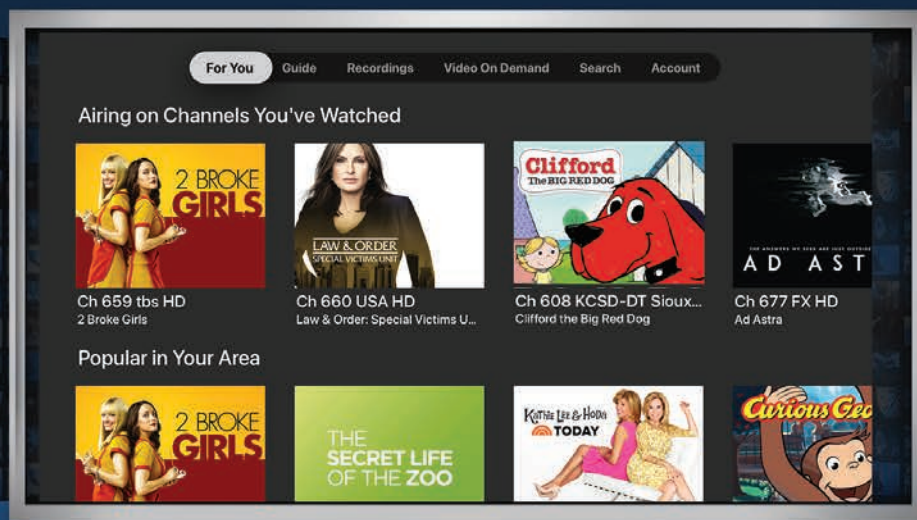 For You Guide Recordings Video On Demand Search Account
Airing on Channels You've Watched
2 BROKE
GIRLS
LAW & ORDER
SPECIAL VICTIMS UNIT
Clifford
THE BIG RED DOG
AD AST
Ch 659 tbs HD
2 Broke Girls
Ch 660 USA HD
Law & Order: Special Victims U...
Ch 608 KCSD-DT Sioux...
Clifford the Big Red Dog
Ch 677 FX HD
Ad Astra
Popular in Your Area
2 BROKE
GIRLS
THE
SECRET LIFE
OF THE ZOO
KATHIE LEE & HODA
TODAY
Curious Geo